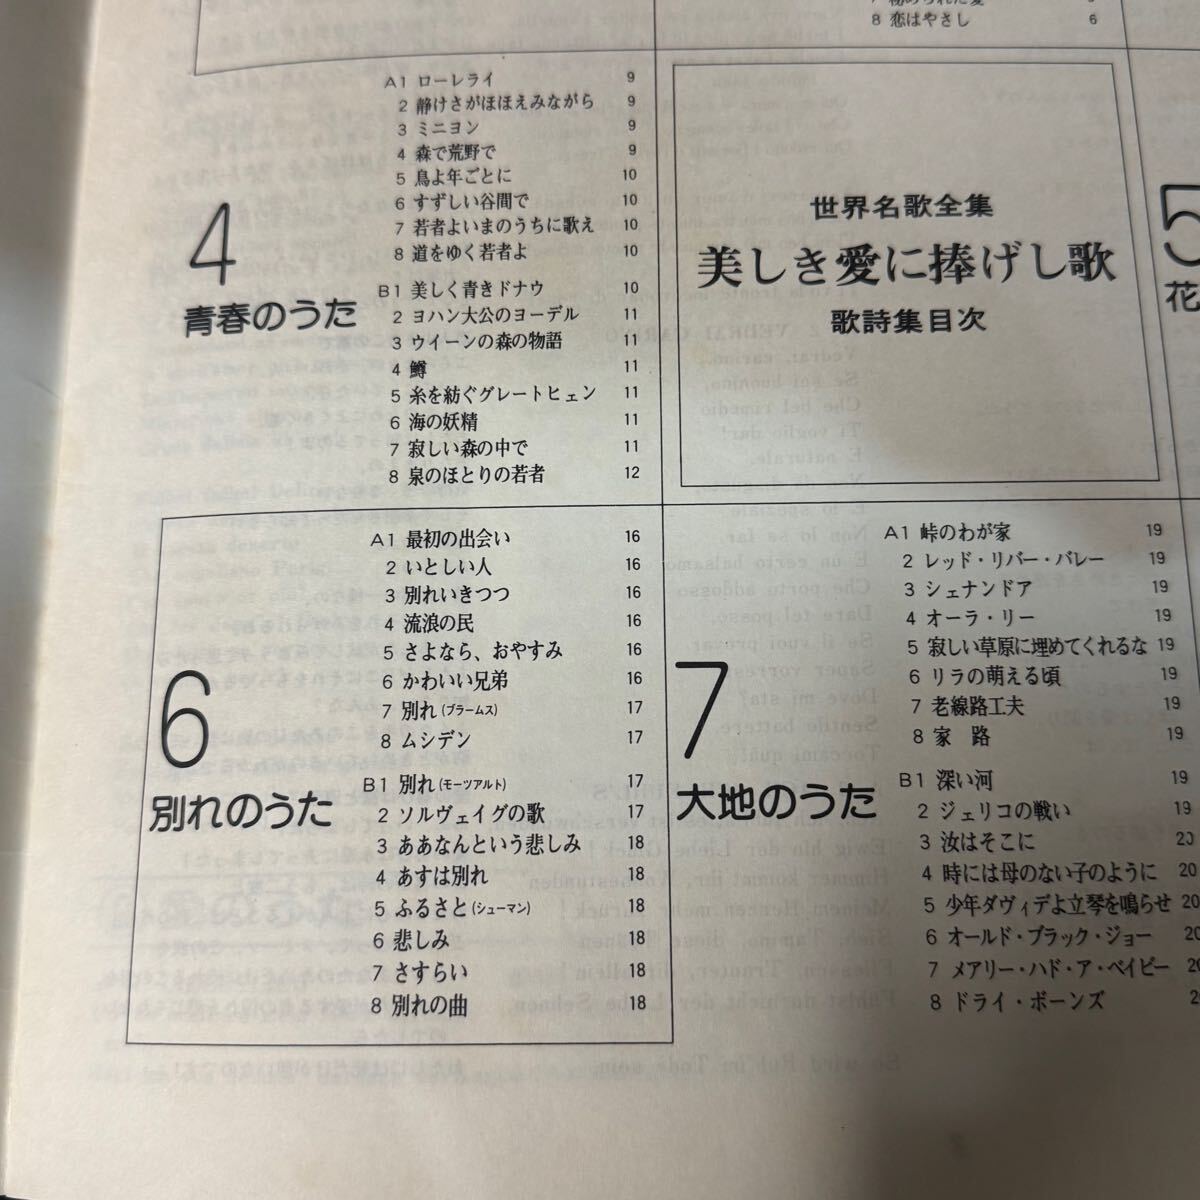 8 恋はやさし 6
世界名歌全集
美しき愛に捧げし歌
歌詩集目次
4
青春のうた
A1 ローレライ 9
2 静けさがほほえみながら 9
3 ミニヨン 9
4 森で荒野で 9
5 鳥よ年ごとに 10
6 すずしい谷間で 10
7 若者よいまのうちに歌え 10
8 道をゆく若者よ 10
B1 美しく青きドナウ 10
2 ヨハン大公のヨーデル 11
3 ウイーンの森の物語 11
4 鱒 11
5 糸を紡ぐグレートヒェン 11
6 海の妖精 11
7 寂しい森の中で 11
8 泉のほとりの若者 12
5
花
6
別れのうた
A1 最初の出会い 16
2 いとしい人 16
3 別れいきつつ 16
4 流浪の民 16
5 さよなら、おやすみ 16
6 かわいい兄弟 16
7 別れ(ブラームス) 17
8 ムシデン 17
B1 別れ(モーツアルト) 17
2 ソルヴェイグの歌 17
3 ああなんという悲しみ 18
4 あすは別れ 18
5 ふるさと(シューマン) 18
6 悲しみ 18
7 さすらい 18
8 別れの曲 18
7
大地のうた
A1 峠のわが家 19
2 レッド・リバー・バレー 19
3 シェナンドア 19
4 オーラ・リー 19
5 寂しい草原に埋めてくれるな 19
6 リラの萌える頃 19
7 老線路工夫 19
8 家 路 19
B1 深い河 19
2 ジェリコの戦い 19
3 汝はそこに 20
4 時には母のない子のように 20
5 少年ダヴィデよ立琴を鳴らせ 20
6 オールド・ブラック・ジョー 20
7 メアリー・ハド・ア・ベイビー 20
8 ドライ・ボーンズ